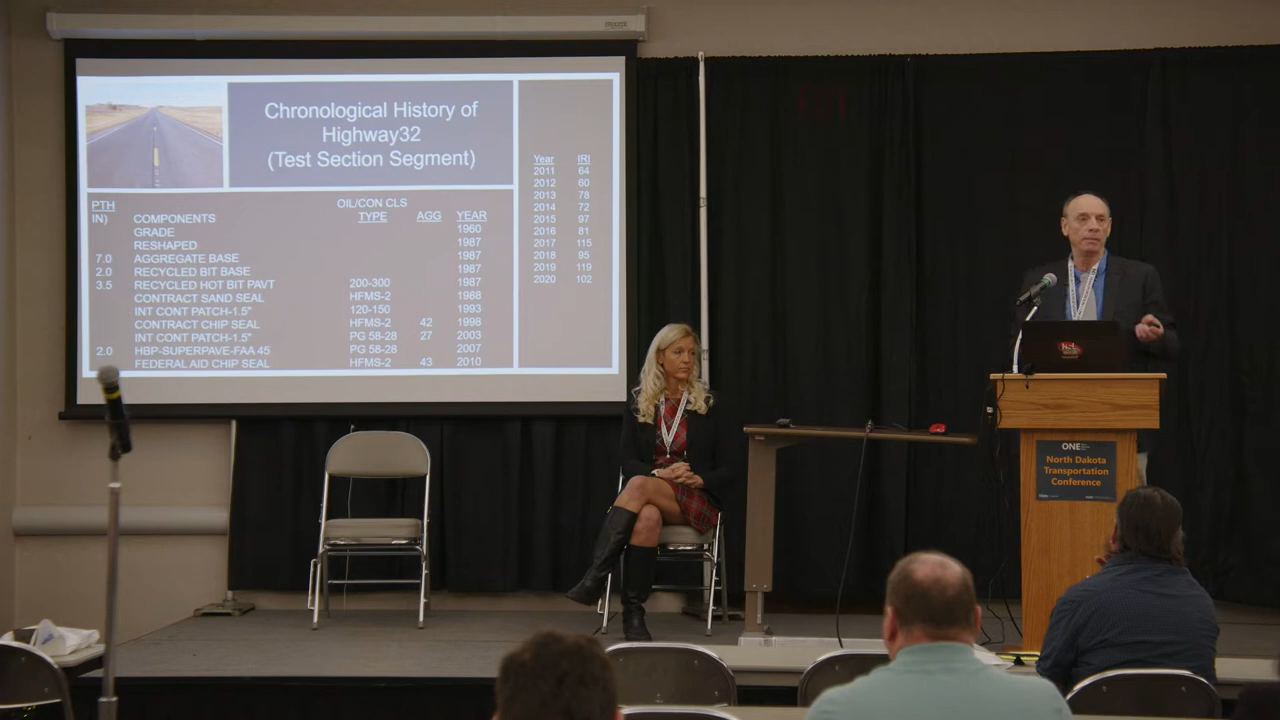 Chronological History of
Highway32
(Test Section Segment)
PTH OIL/CON CLS
IN) COMPONENTS TYPE AGG YEAR
GRADE 1960
RESHAPED 1987
7.0 AGGREGATE BASE 1987
2.0 RECYCLED BIT BASE 1987
3.5 RECYCLED HOT BIT PAVT 200-300 1987
CONTRACT SAND SEAL HFMS-2 1988
INT CONT PATCH-1.5" 120-150 1993
CONTRACT CHIP SEAL HFMS-2 42 1998
INT CONT PATCH-1.5" PG 58-28 27 2003
2.0 HBP-SUPERPAVE-FAA 45 PG 58-28 2007
FEDERAL AID CHIP SEAL HFMS-2 43 2010
Year IRI
2011 64
2012 60
2013 78
2014 72
2015 97
2016 81
2017 115
2018 95
2019 119
2020 102
ONE
North Dakota
Transportation
Conference